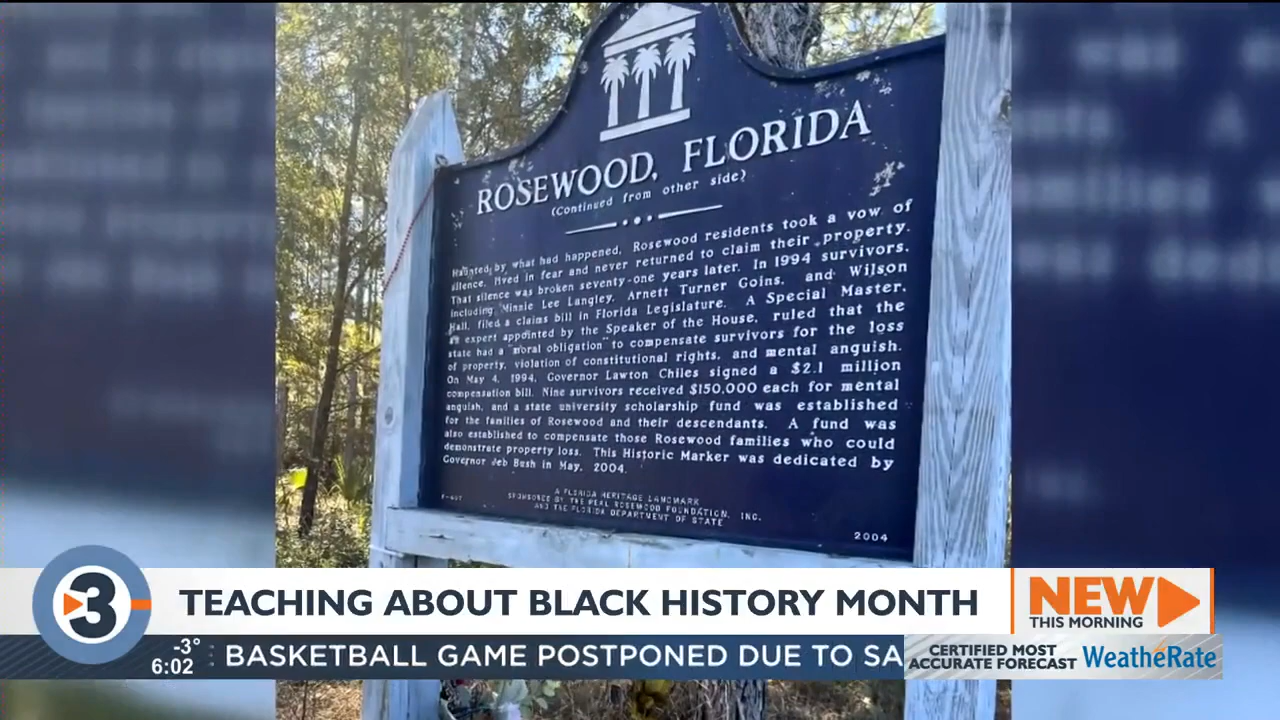 ROSEWOOD, FLORIDA
(Continued from other side)
Haunted by what had happened, Rosewood residents took a vow of
silence, lived in fear and never returned to claim their property.
That silence was broken seventy-one years later. In 1994 survivors,
including Minnie Lee Langley, Arnett Turner Goins, and Wilson
Hall, filed a claims bill in Florida Legislature. A Special Master,
an expert appointed by the Speaker of the House, ruled that the
state had a "moral obligation" to compensate survivors for the loss
of property, violation of constitutional rights, and mental anguish.
On May 4, 1994, Governor Lawton Chiles signed a $2.1 million
compensation bill. Nine survivors received $150,000 each for mental
anguish, and a state university scholarship fund was established
for the families of Rosewood and their descendants. A fund was
also established to compensate those Rosewood families who could
demonstrate property loss. This Historic Marker was dedicated by
Governor Jeb Bush in May, 2004.
A FLORIDA HERITAGE LANDMARK
F-407 SPONSORED BY THE REAL ROSEWOOD FOUNDATION, INC.
AND THE FLORIDA DEPARTMENT OF STATE
2004
3
TEACHING ABOUT BLACK HISTORY MONTH
NEW
THIS MORNING
-3°
6:02
BASKETBALL GAME POSTPONED DUE TO SA
CERTIFIED MOST
ACCURATE FORECAST
WeatheRate